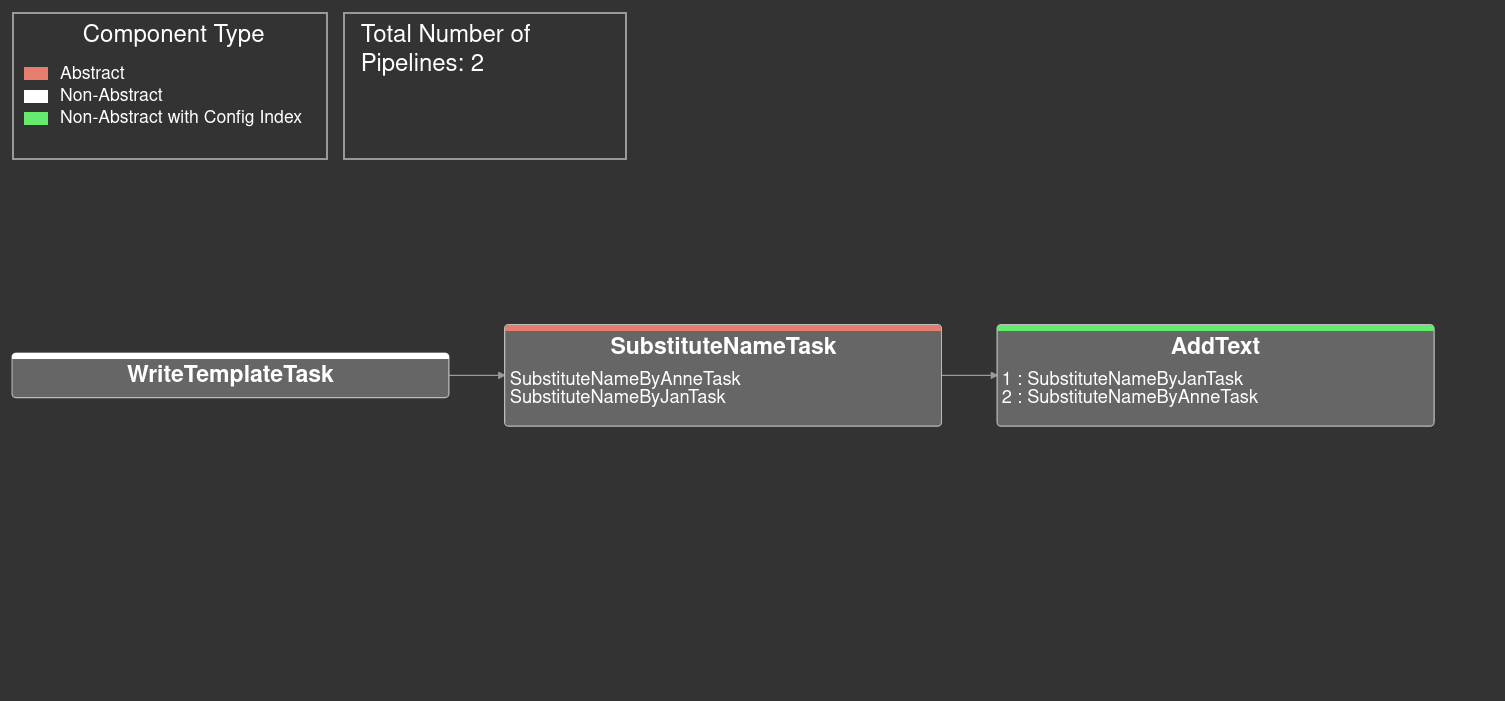 Component Type
Abstract
Non-Abstract
Non-Abstract with Config Index
Total Number of
Pipelines: 2
WriteTemplateTask
SubstituteNameTask
SubstituteNameByAnneTask
SubstituteNameByJanTask
AddText
1 : SubstituteNameByJanTask
2 : SubstituteNameByAnneTask